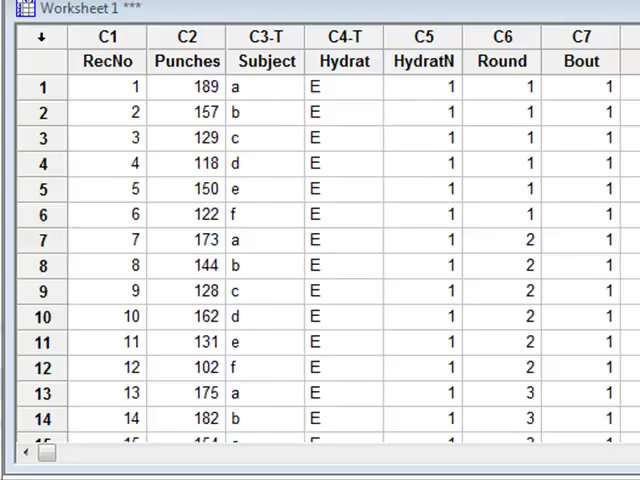 Worksheet 1 ***
↓ C1 C2 C3-T C4-T C5 C6 C7
RecNo Punches Subject Hydrat HydratN Round Bout
1 1 189 a E 1 1 1
2 2 157 b E 1 1 1
3 3 129 c E 1 1 1
4 4 118 d E 1 1 1
5 5 150 e E 1 1 1
6 6 122 f E 1 1 1
7 7 173 a E 1 2 1
8 8 144 b E 1 2 1
9 9 128 c E 1 2 1
10 10 162 d E 1 2 1
11 11 131 e E 1 2 1
12 12 102 f E 1 2 1
13 13 175 a E 1 3 1
14 14 182 b E 1 3 1